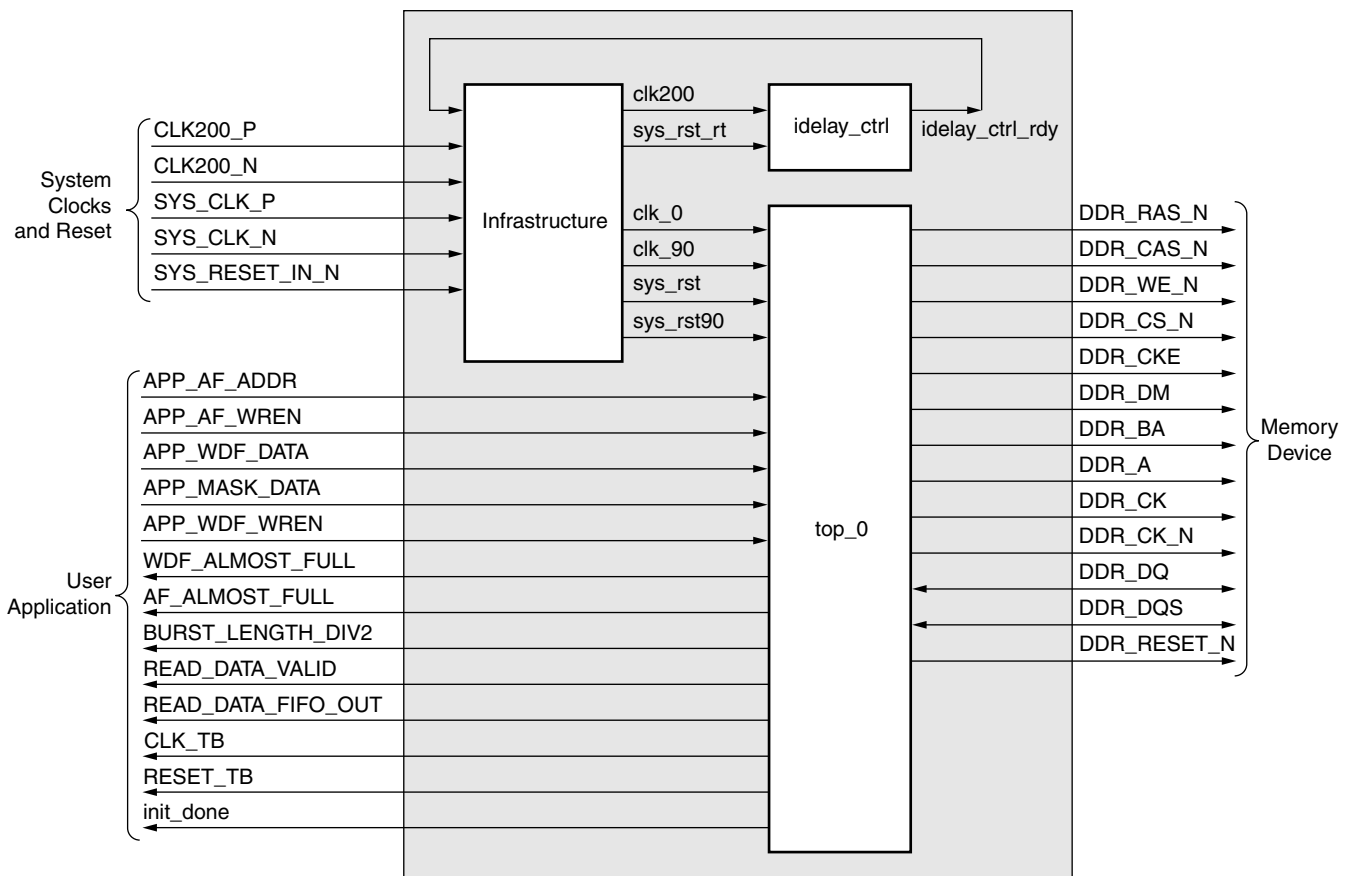 clk200
sys_rst_rt
idelay_ctrl
idelay_ctrl_rdy
System
Clocks
and Reset
CLK200_P
CLK200_N
SYS_CLK_P
SYS_CLK_N
SYS_RESET_IN_N
Infrastructure
clk_0
clk_90
sys_rst
sys_rst90
User
Application
APP_AF_ADDR
APP_AF_WREN
APP_WDF_DATA
APP_MASK_DATA
APP_WDF_WREN
WDF_ALMOST_FULL
AF_ALMOST_FULL
BURST_LENGTH_DIV2
READ_DATA_VALID
READ_DATA_FIFO_OUT
CLK_TB
RESET_TB
init_done
top_0
DDR_RAS_N
DDR_CAS_N
DDR_WE_N
DDR_CS_N
DDR_CKE
DDR_DM
DDR_BA
DDR_A
DDR_CK
DDR_CK_N
DDR_DQ
DDR_DQS
DDR_RESET_N
Memory
Device